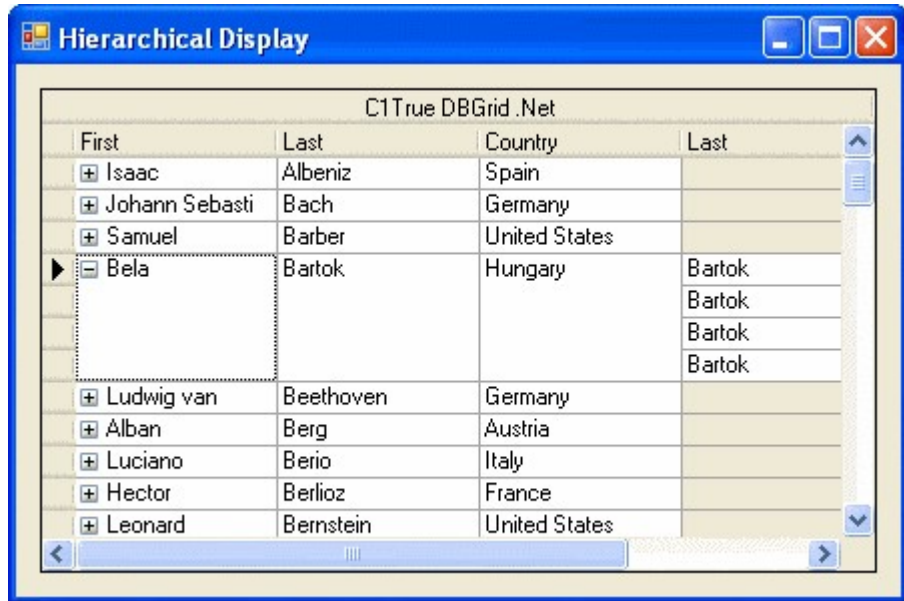 Hierarchical Display
C1True DBGrid .Net
First Last Country Last
Isaac Albeniz Spain
Johann Sebasti Bach Germany
Samuel Barber United States
Bela Bartok Hungary Bartok
Bartok
Bartok
Bartok
Ludwig van Beethoven Germany
Alban Berg Austria
Luciano Berio Italy
Hector Berlioz France
Leonard Bernstein United States